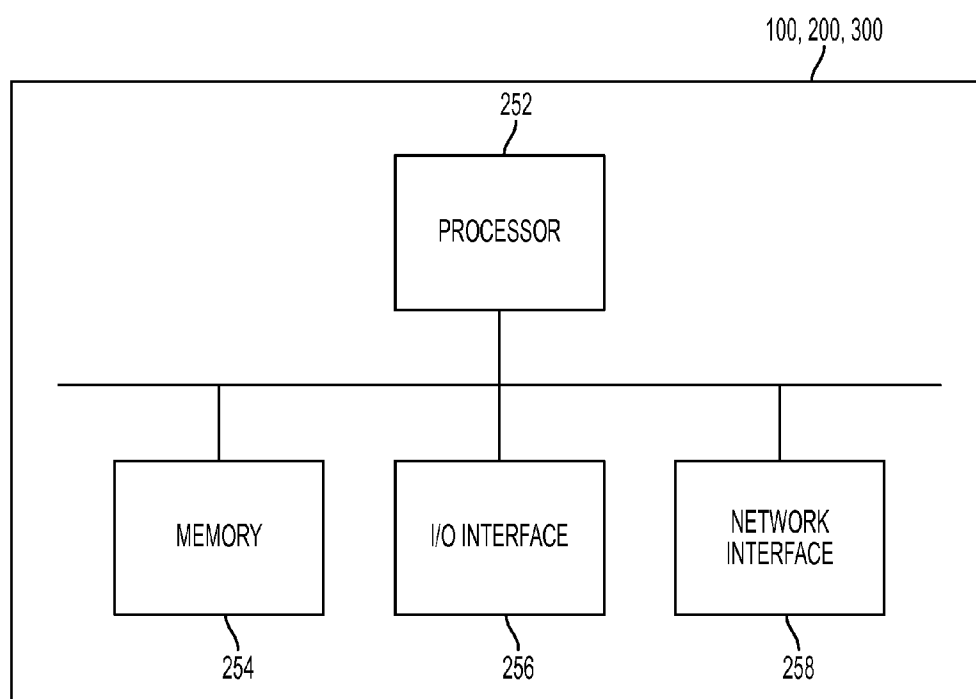 100, 200, 300
252
PROCESSOR
MEMORY
I/O INTERFACE
NETWORK
INTERFACE
254
256
258